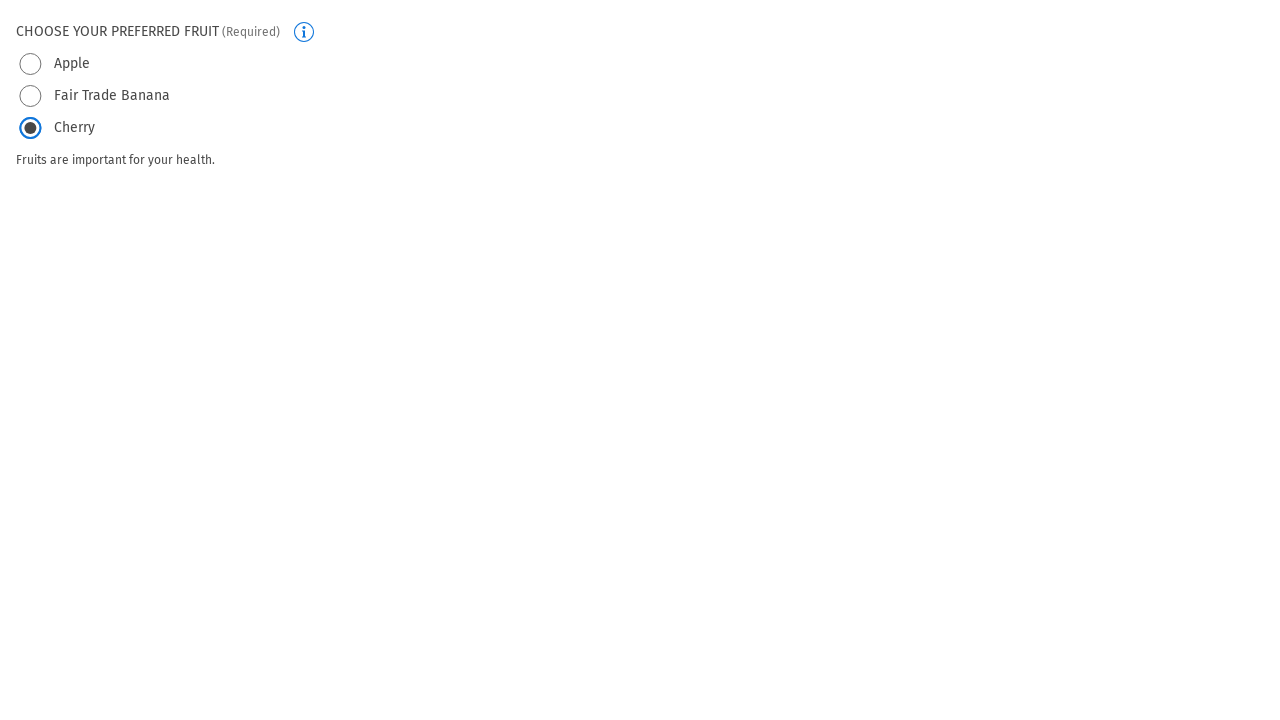 CHOOSE YOUR PREFERRED FRUIT (Required)
Apple
Fair Trade Banana
Cherry
Fruits are important for your health.